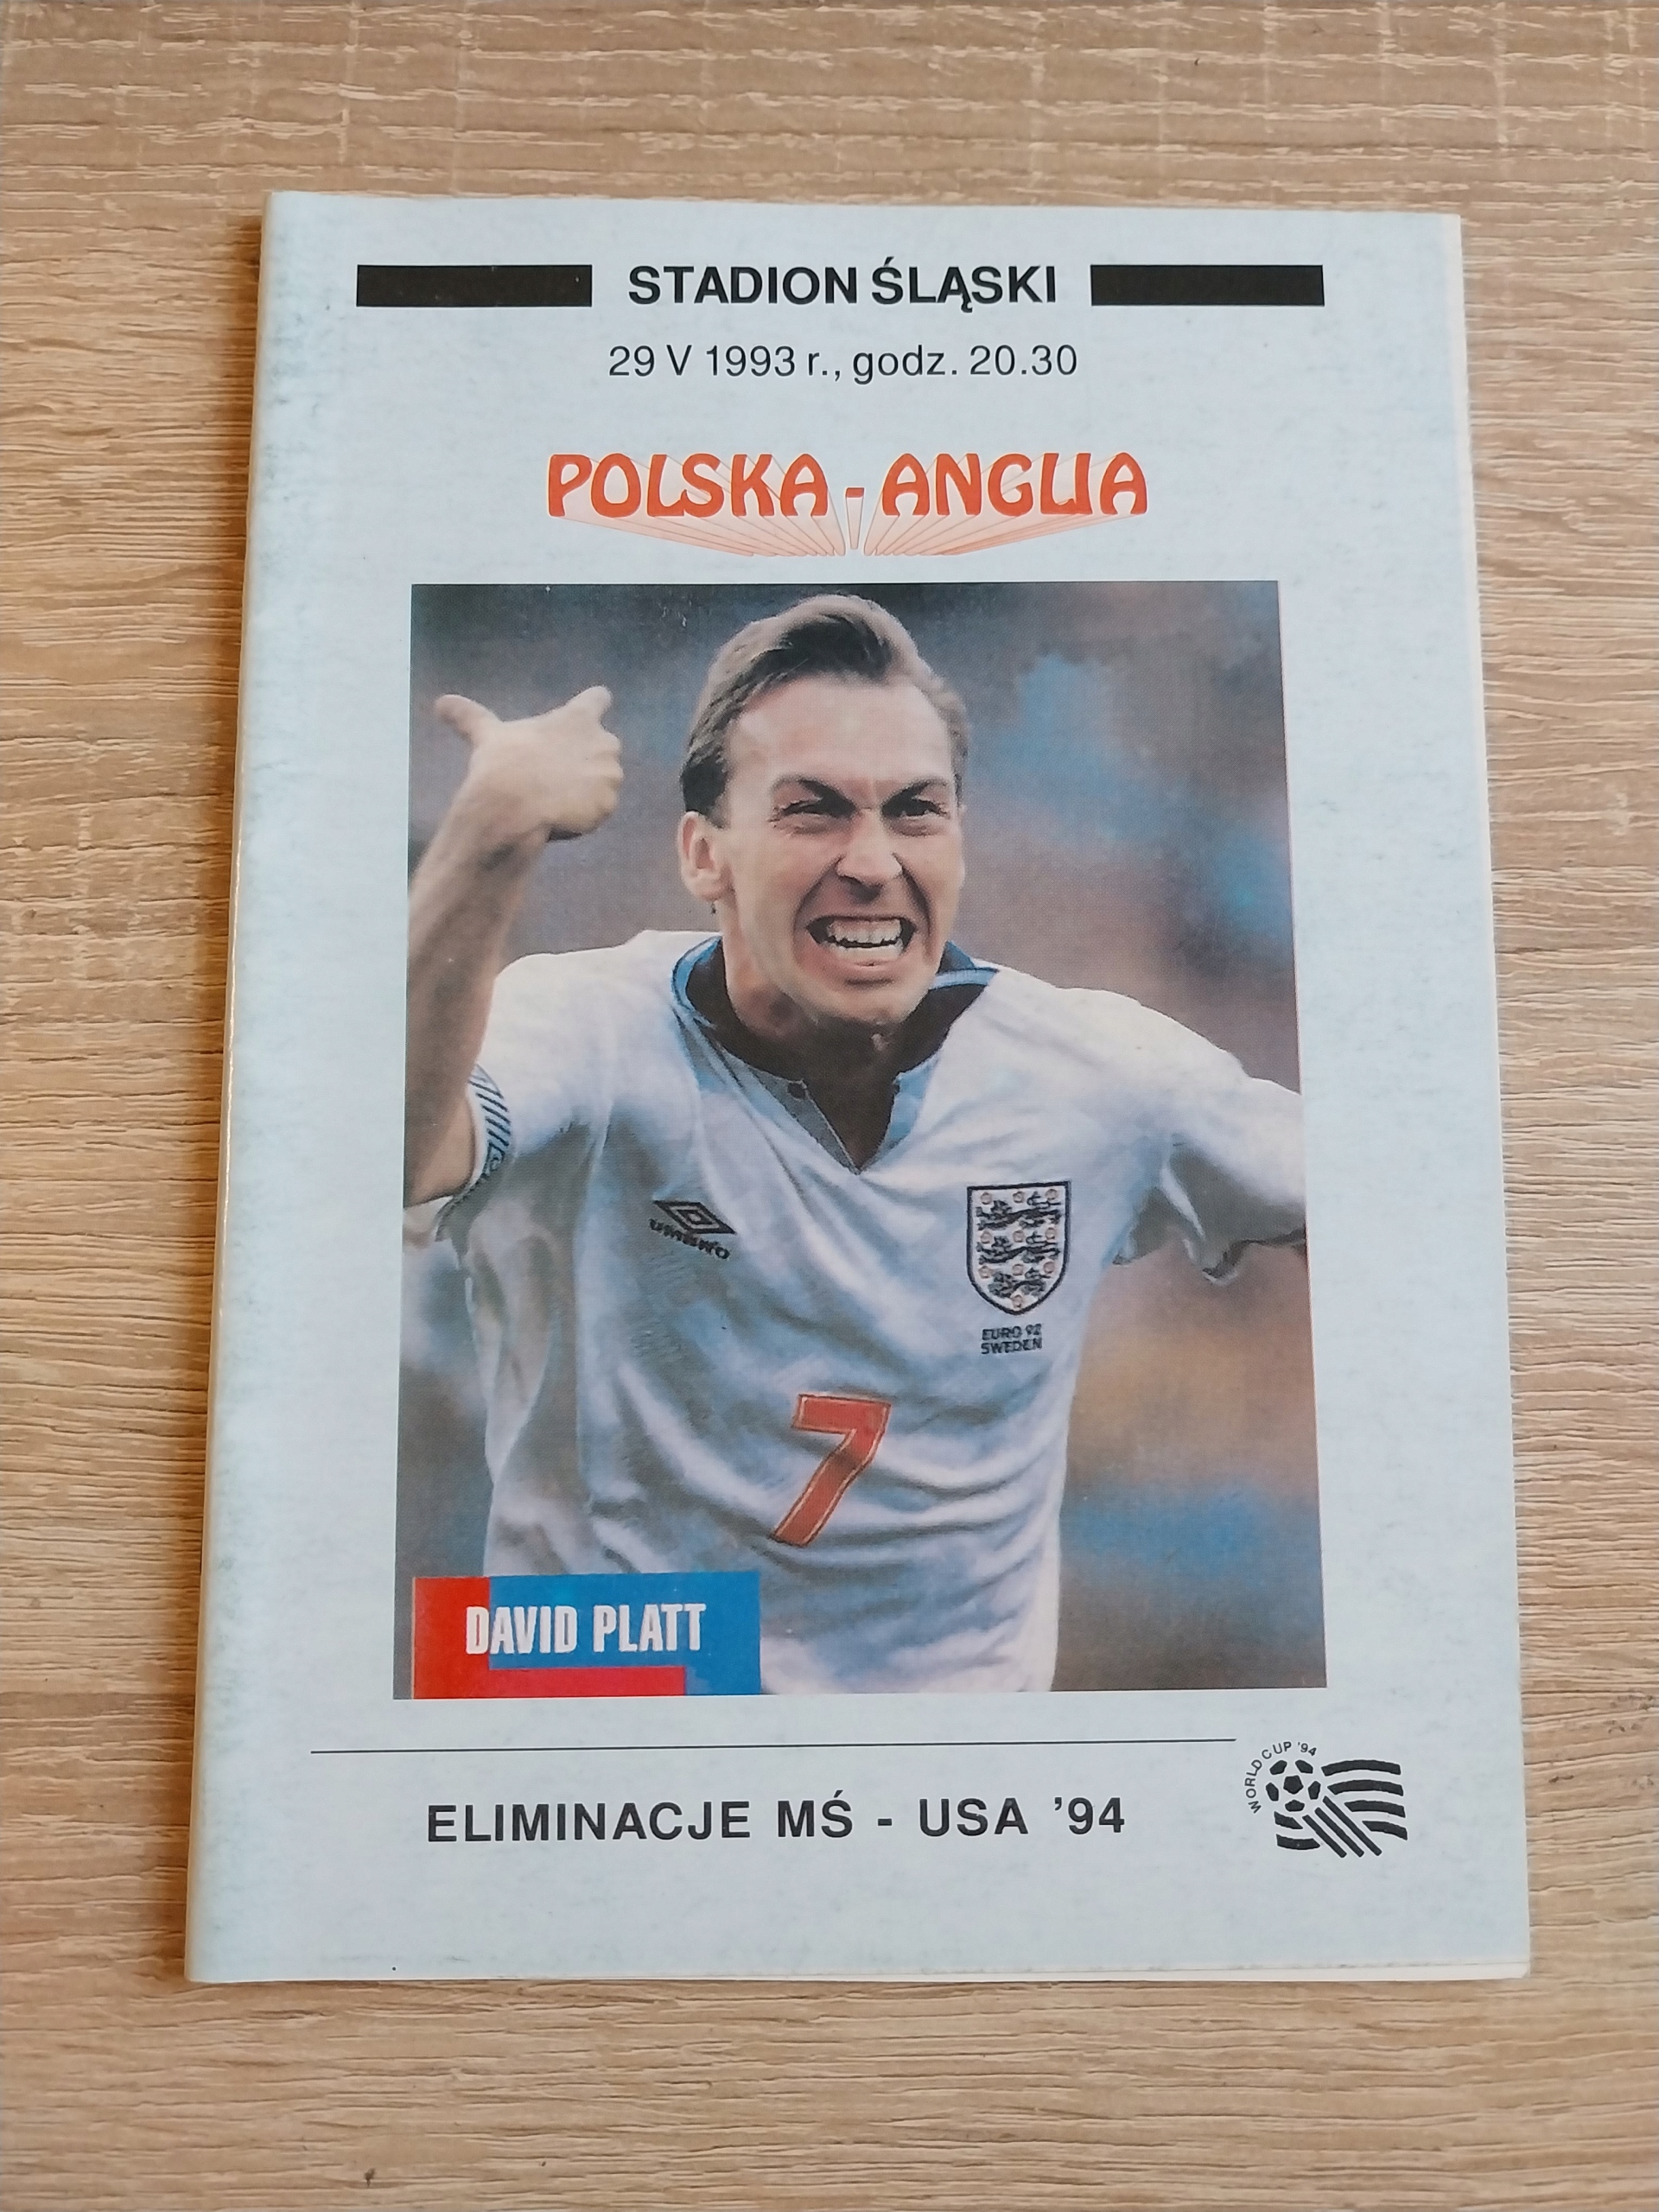 STADION ŚLĄSKI
29 V 1993 r., godz. 20.30
POLSKA - ANGLIA
umbro
EURO 92
SWEDEN
7
DAVID PLATT
WORLD CUP '94
ELIMINACJE MŚ - USA '94